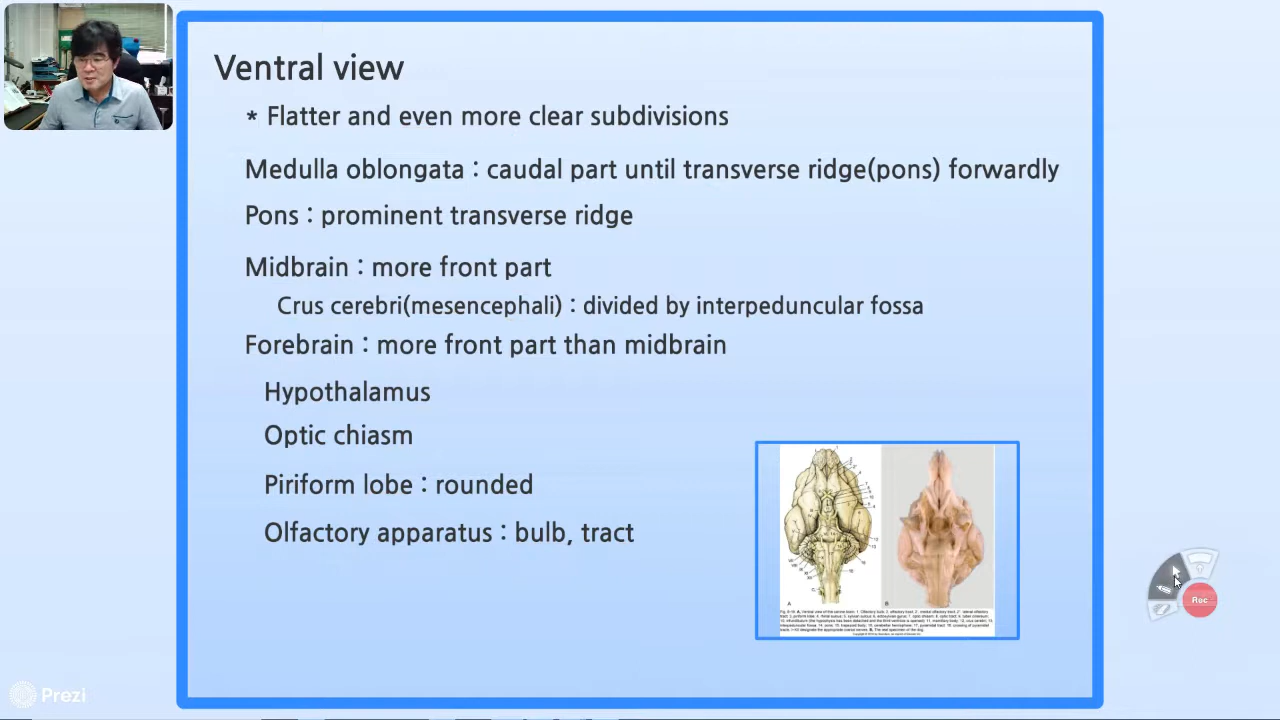 Ventral view
* Flatter and even more clear subdivisions
Medulla oblongata : caudal part until transverse ridge(pons) forwardly
Pons : prominent transverse ridge
Midbrain : more front part
Crus cerebri(mesencephali) : divided by interpeduncular fossa
Forebrain : more front part than midbrain
Hypothalamus
Optic chiasm
Piriform lobe : rounded
Olfactory apparatus : bulb, tract
A
B
Rec
Prezi